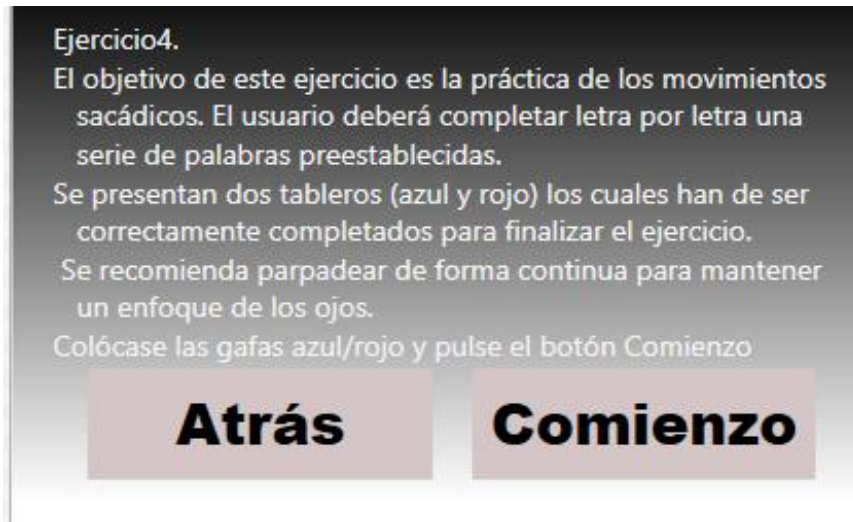 Ejercicio4.
El objetivo de este ejercicio es la práctica de los movimientos
sacádicos. El usuario deberá completar letra por letra una
serie de palabras preestablecidas.
Se presentan dos tableros (azul y rojo) los cuales han de ser
correctamente completados para finalizar el ejercicio.
Se recomienda parpadear de forma continua para mantener
un enfoque de los ojos.
Colócase las gafas azul/rojo y pulse el botón Comienzo
Atrás Comienzo